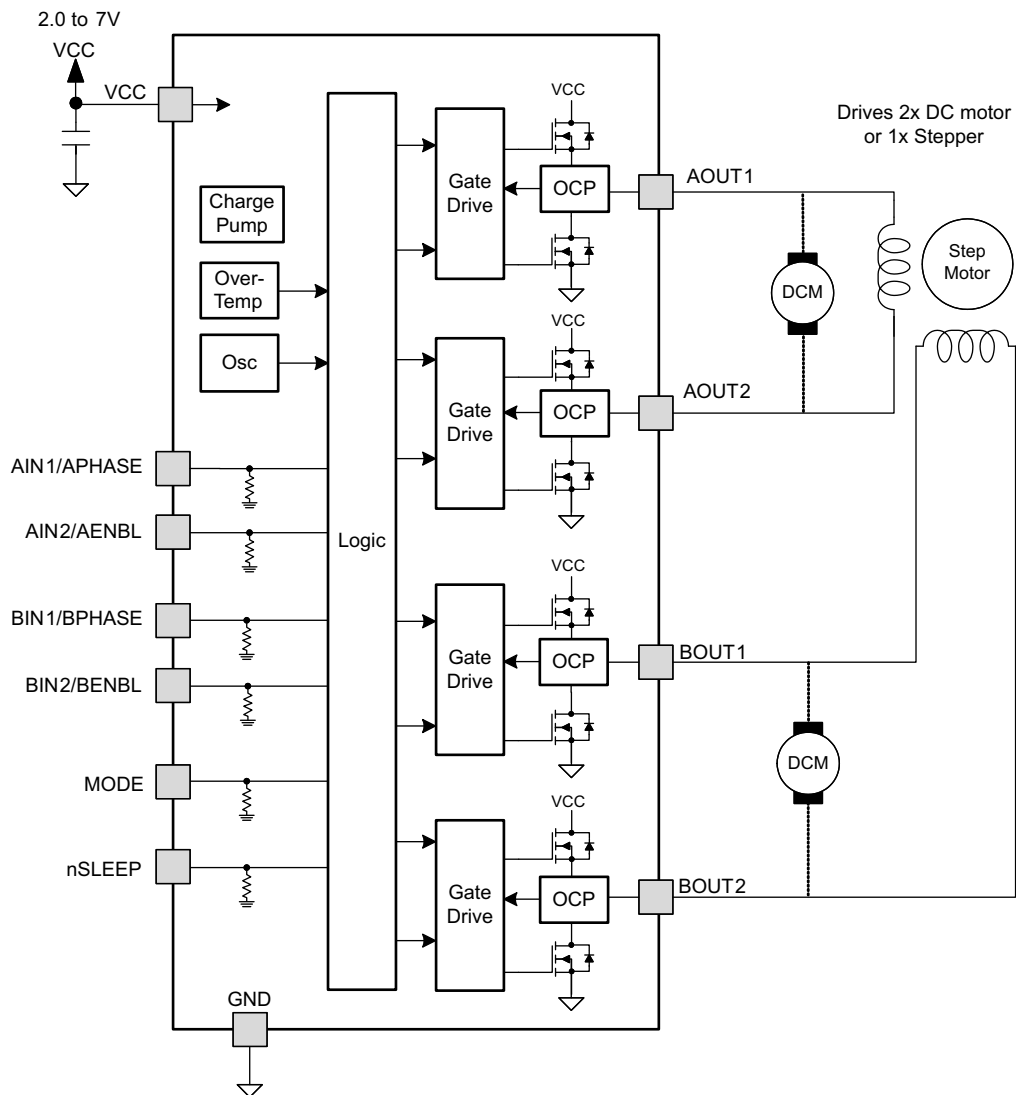 2.0 to 7V
VCC
VCC
Drives 2x DC motor
or 1x Stepper
Charge
Pump
Over-
Temp
Osc
Logic
Gate
Drive
VCC
OCP
AOUT1
DCM
Step
Motor
Gate
Drive
VCC
OCP
AOUT2
AIN1/APHASE
AIN2/AENBL
BIN1/BPHASE
BIN2/BENBL
MODE
nSLEEP
Gate
Drive
VCC
OCP
BOUT1
DCM
Gate
Drive
VCC
OCP
BOUT2
GND